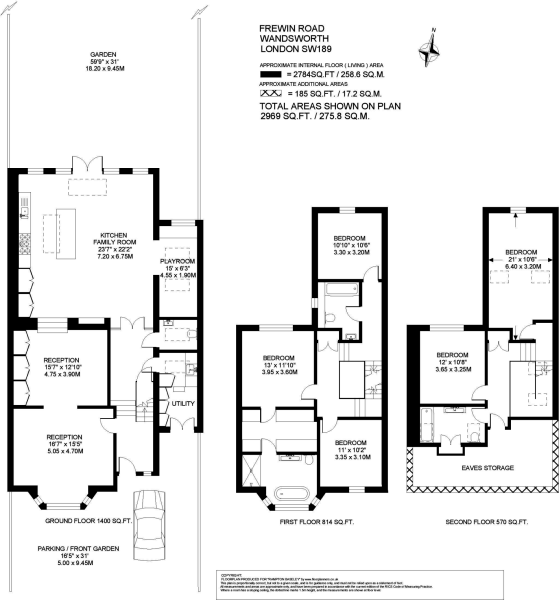 FREWIN ROAD
WANDSWORTH
LONDON SW189
APPROXIMATE INTERNAL FLOOR ( LIVING ) AREA
= 2784SQ.FT / 258.6 SQ.M.
APPROXIMATE ADDITIONAL AREAS
= 185 SQ.FT. / 17.2 SQ.M.
TOTAL AREAS SHOWN ON PLAN
2969 SQ.FT. / 275.8 SQ.M.
GARDEN
59'9" x 31'
18.20 x 9.45M
KITCHEN
FAMILY ROOM
23'7" x 22'2"
7.20 x 6.75M
PLAYROOM
15' x 6'3"
4.55 x 1.90M
RECEPTION
15'7" x 12'10"
4.75 x 3.90M
UTILITY
RECEPTION
16'7" x 15'5"
5.05 x 4.70M
GROUND FLOOR 1400 SQ.FT.
PARKING / FRONT GARDEN
16'5" x 31'
5.00 x 9.45M
BEDROOM
10'10" x 10'6"
3.30 x 3.20M
BEDROOM
13' x 11'10"
3.95 x 3.60M
BEDROOM
11' x 10'2"
3.35 x 3.10M
FIRST FLOOR 814 SQ.FT.
BEDROOM
21' x 10'6"
6.40 x 3.20M
BEDROOM
12' x 10'8"
3.65 x 3.25M
EAVES STORAGE
SECOND FLOOR 570 SQ.FT.
COPYRIGHT: